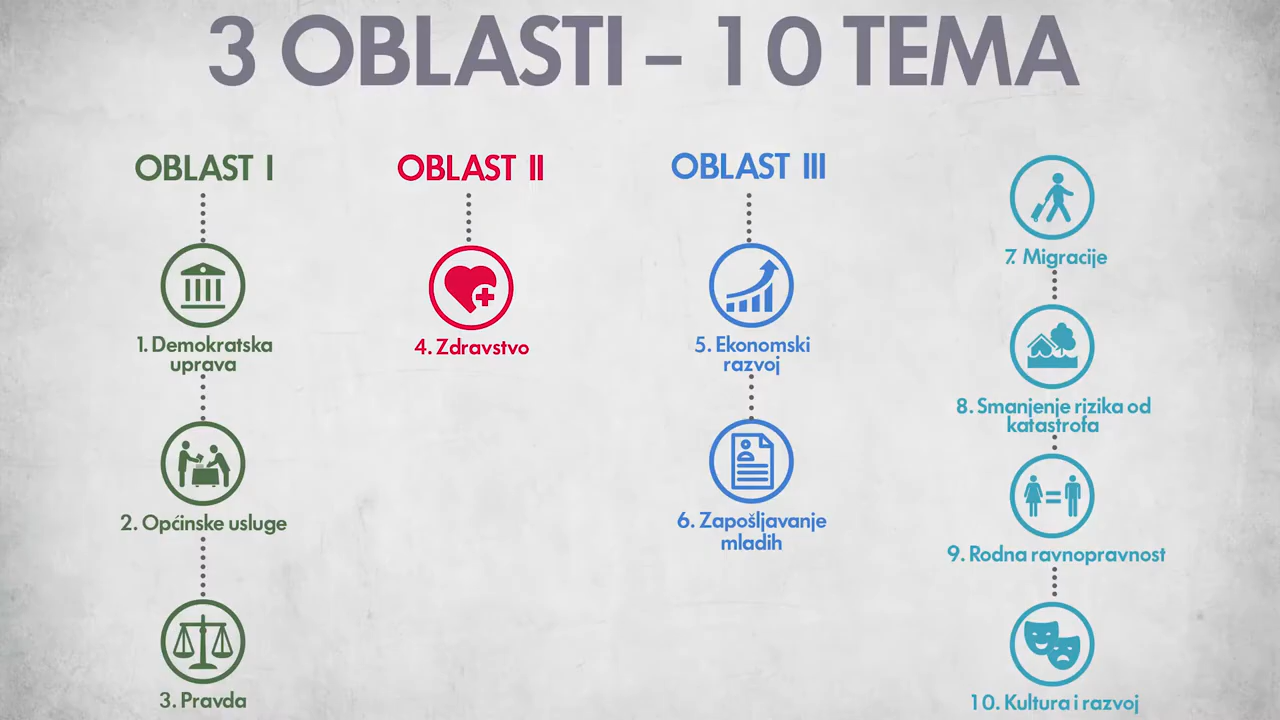 3 OBLASTI – 10 TEMA
OBLAST I
1. Demokratska
uprava
2. Općinske usluge
3. Pravda
OBLAST II
4. Zdravstvo
OBLAST III
5. Ekonomski
razvoj
6. Zapošljavanje
mladih
7. Migracije
8. Smanjenje rizika od
katastrofa
9. Rodna ravnopravnost
10. Kultura i razvoj